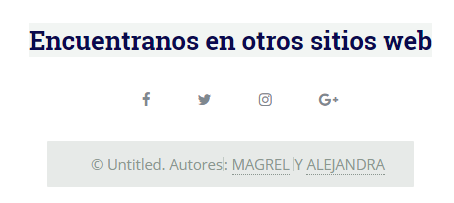 Encuentranos en otros sitios web
© Untitled. Autores: MAGREL Y ALEJANDRA